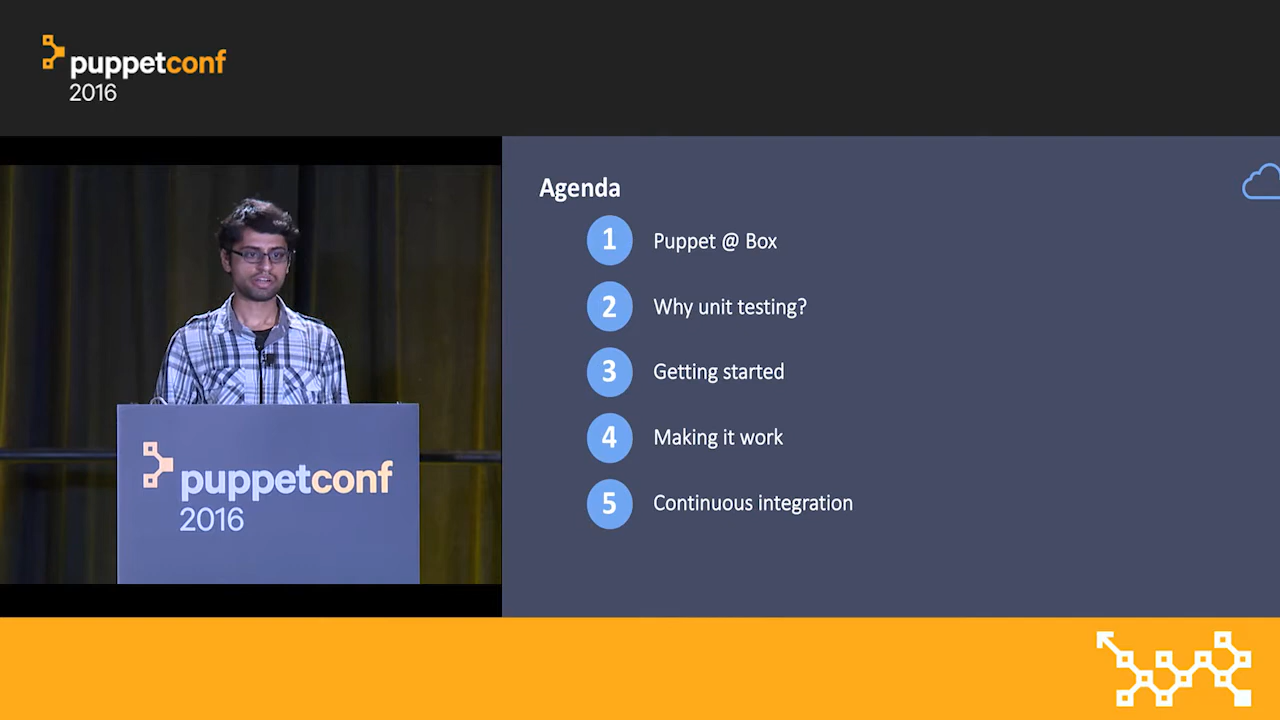 puppetconf
2016
Agenda
1 Puppet @ Box
2 Why unit testing?
3 Getting started
4 Making it work
5 Continuous integration
puppetconf
2016